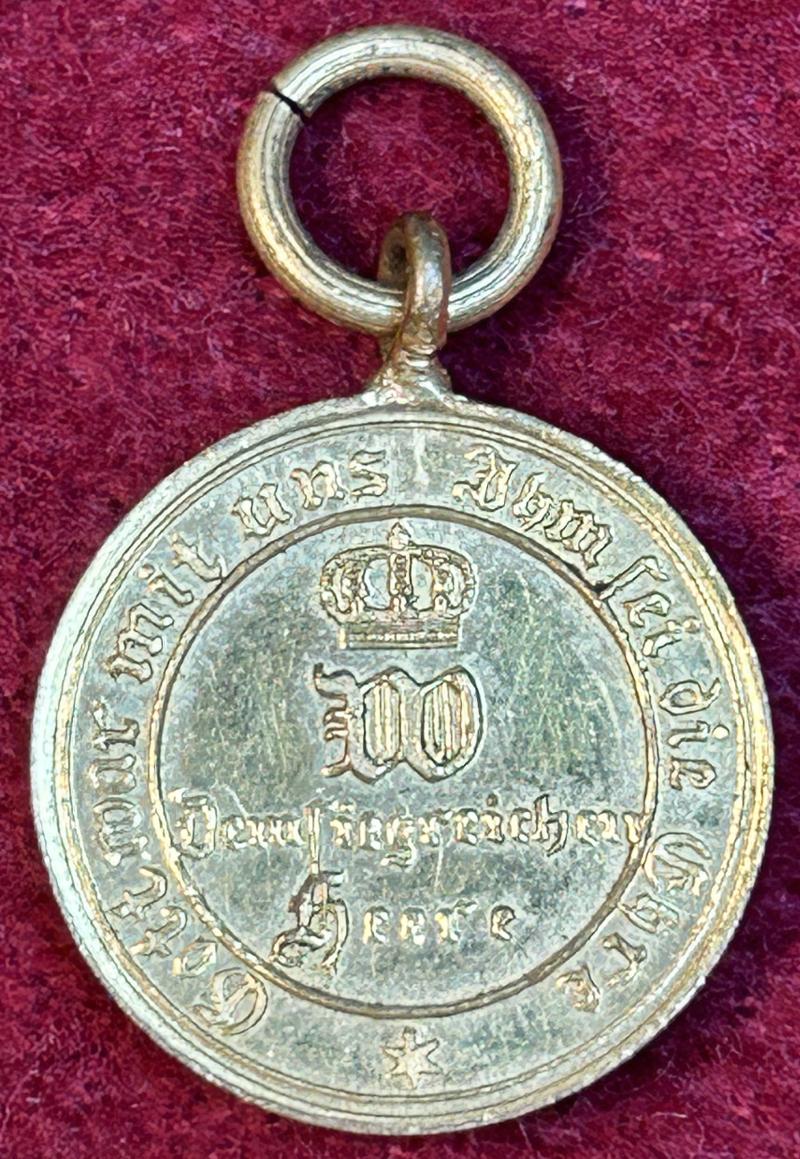 Gott war mit uns Ihm sei die Ehre
W
Dem siegreichen
Heere